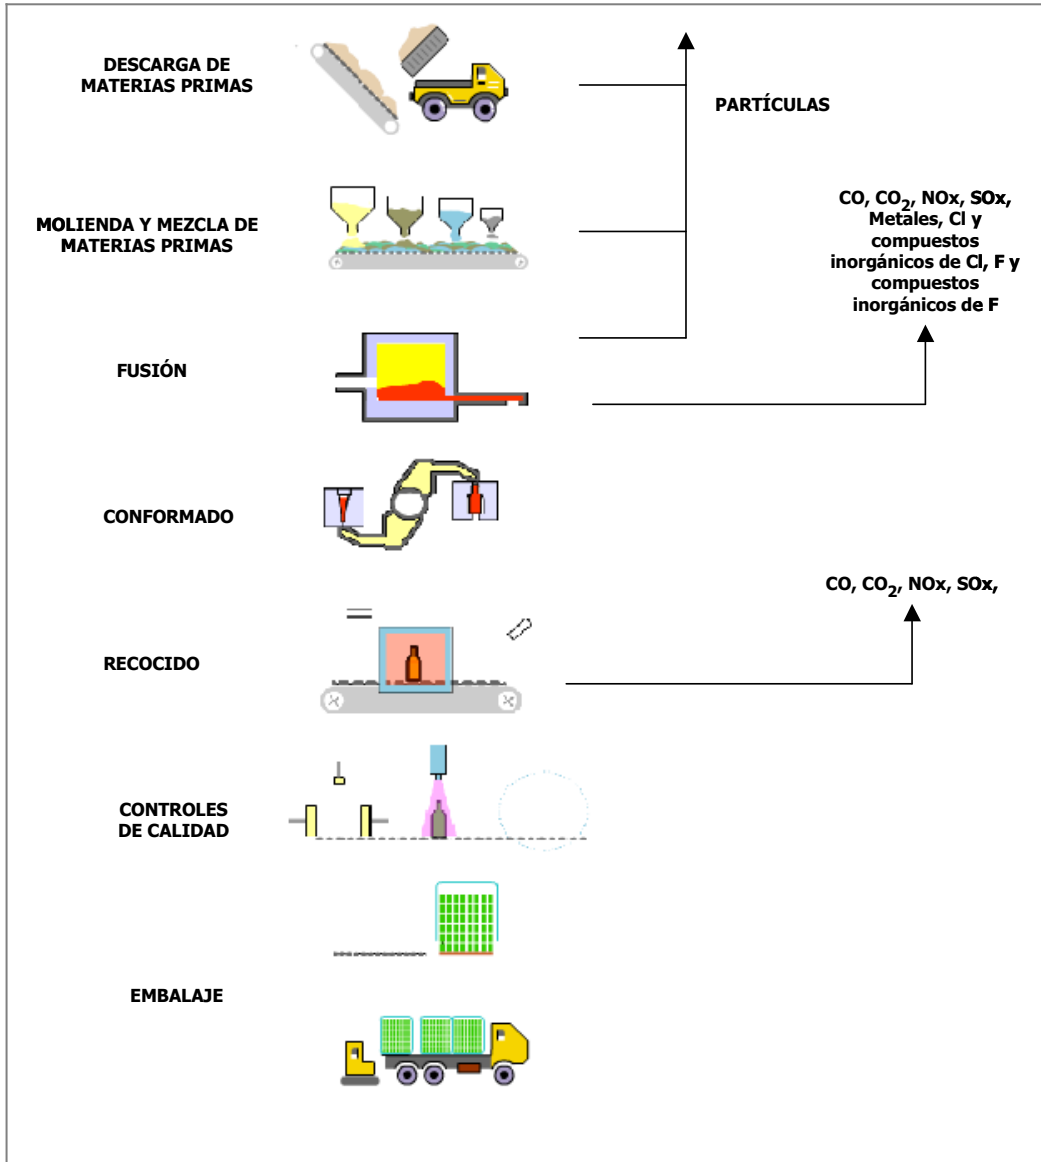 DESCARGA DE
MATERIAS PRIMAS
PARTÍCULAS
MOLIENDA Y MEZCLA DE
MATERIAS PRIMAS
CO, CO₂, NOx, SOx,
Metales, Cl y
compuestos
inorgánicos de Cl, F y
compuestos
inorgánicos de F
FUSIÓN
CONFORMADO
CO, CO₂, NOx, SOx,
RECOCIDO
CONTROLES
DE CALIDAD
EMBALAJE